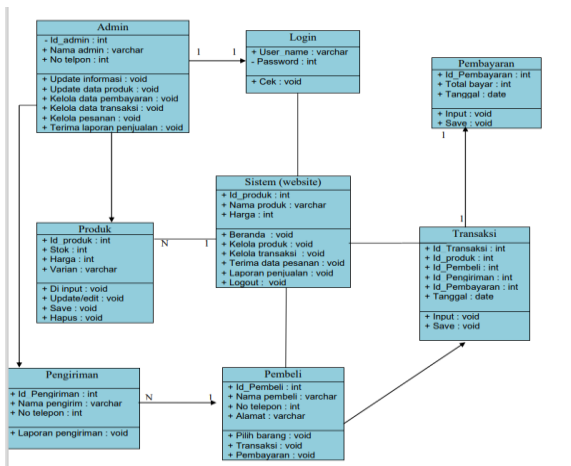 Admin
- Id_admin : int
+ Nama admin : varchar
+ No telpon : int
+ Update informasi : void
+ Update data produk : void
+ Kelola data pembayaran : void
+ Kelola data transaksi : void
+ Kelola pesanan : void
+ Terima laporan penjualan : void
1
1
Login
+ User_name : varchar
- Password : int
+ Cek : void
Pembayaran
+ Id_Pembayaran : int
+ Total bayar : int
+ Tanggal : date
+ Input : void
+ Save : void
1
1
Sistem (website)
+ Id_produk : int
+ Nama produk : varchar
+ Harga : int
+ Beranda : void
+ Kelola produk : void
+ Kelola transaksi : void
+ Terima data pesanan : void
+ Laporan penjualan : void
+ Logout : void
Produk
+ Id_produk : int
+ Stok : int
+ Harga : int
+ Varian : varchar
+ Di input : void
+ Update/edit : void
+ Save : void
+ Hapus : void
N
1
Transaksi
+ Id_Transaksi : int
+ Id_produk : int
+ Id_Pembeli : int
+ Id_Pengiriman : int
+ Id_Pembayaran : int
+ Tanggal : date
+ Input : void
+ Save : void
Pengiriman
+ Id_Pengiriman : int
+ Nama pengirim : varchar
+ No telepon : int
+ Laporan pengiriman : void
N
1
Pembeli
+ Id_Pembeli : int
+ Nama pembeli : varchar
+ No telepon : int
+ Alamat : varchar
+ Pilih barang : void
+ Transaksi : void
+ Pembayaran : void